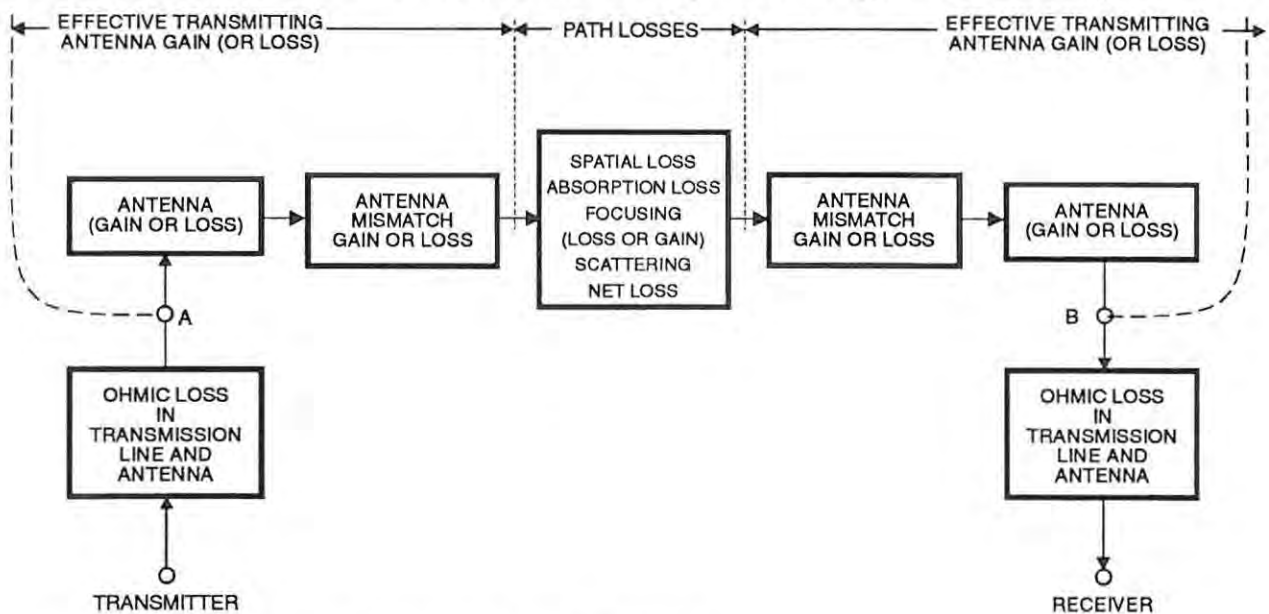 EFFECTIVE TRANSMITTING
ANTENNA GAIN (OR LOSS)
PATH LOSSES
EFFECTIVE TRANSMITTING
ANTENNA GAIN (OR LOSS)
ANTENNA
(GAIN OR LOSS)
ANTENNA
MISMATCH
GAIN OR LOSS
SPATIAL LOSS
ABSORPTION LOSS
FOCUSING
(LOSS OR GAIN)
SCATTERING
NET LOSS
ANTENNA
MISMATCH
GAIN OR LOSS
ANTENNA
(GAIN OR LOSS)
A
B
OHMIC LOSS
IN
TRANSMISSION
LINE AND
ANTENNA
OHMIC LOSS
IN
TRANSMISSION
LINE AND
ANTENNA
TRANSMITTER
RECEIVER